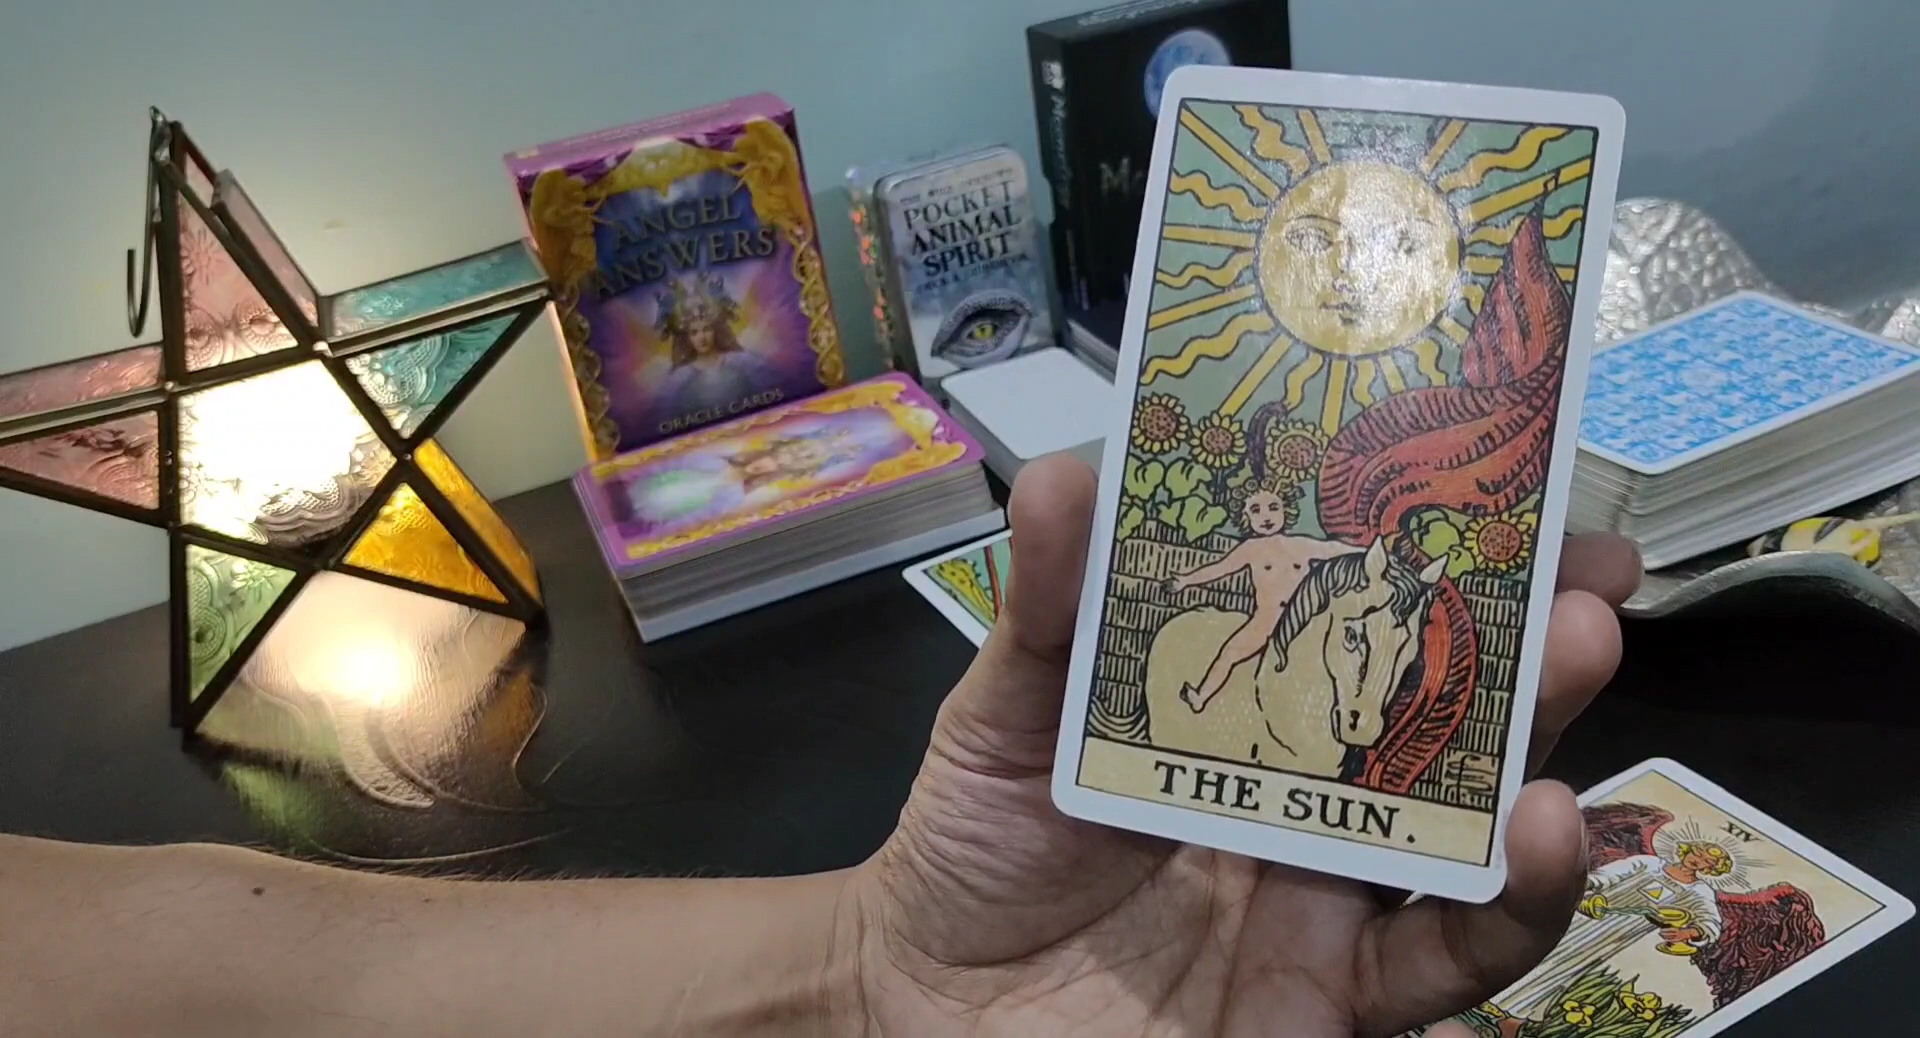 ANGEL
ANSWERS
ORACLE CARDS
POCKET
ANIMAL
SPIRIT
XIX
THE SUN.
XIV